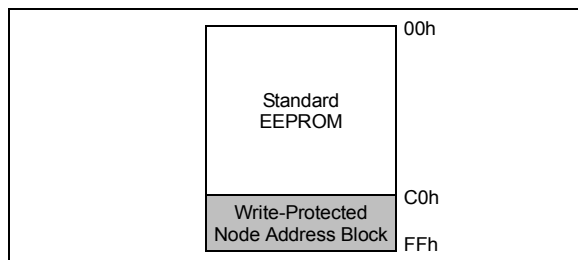 00h
Standard
EEPROM
C0h
Write-Protected
Node Address Block
FFh